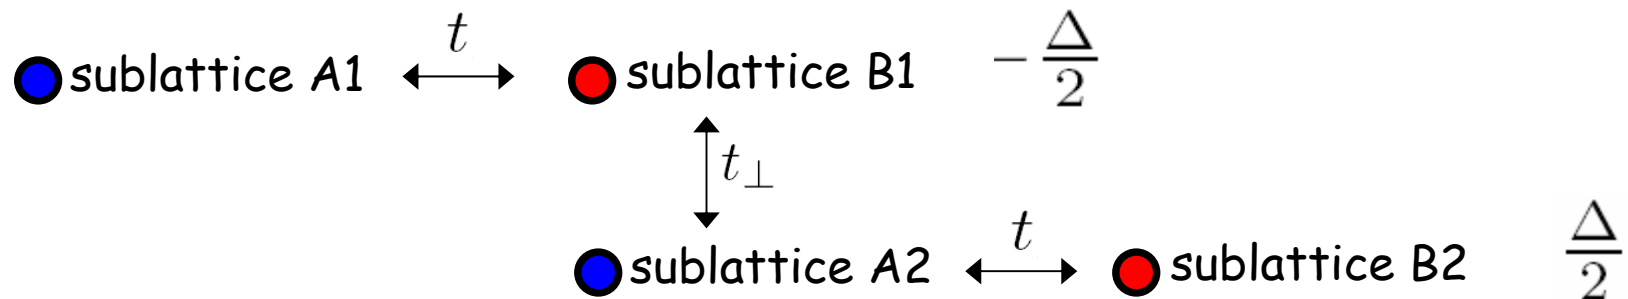 t
sublattice A1 sublattice B1 −Δ/2
t⊥
t
sublattice A2 sublattice B2 Δ/2